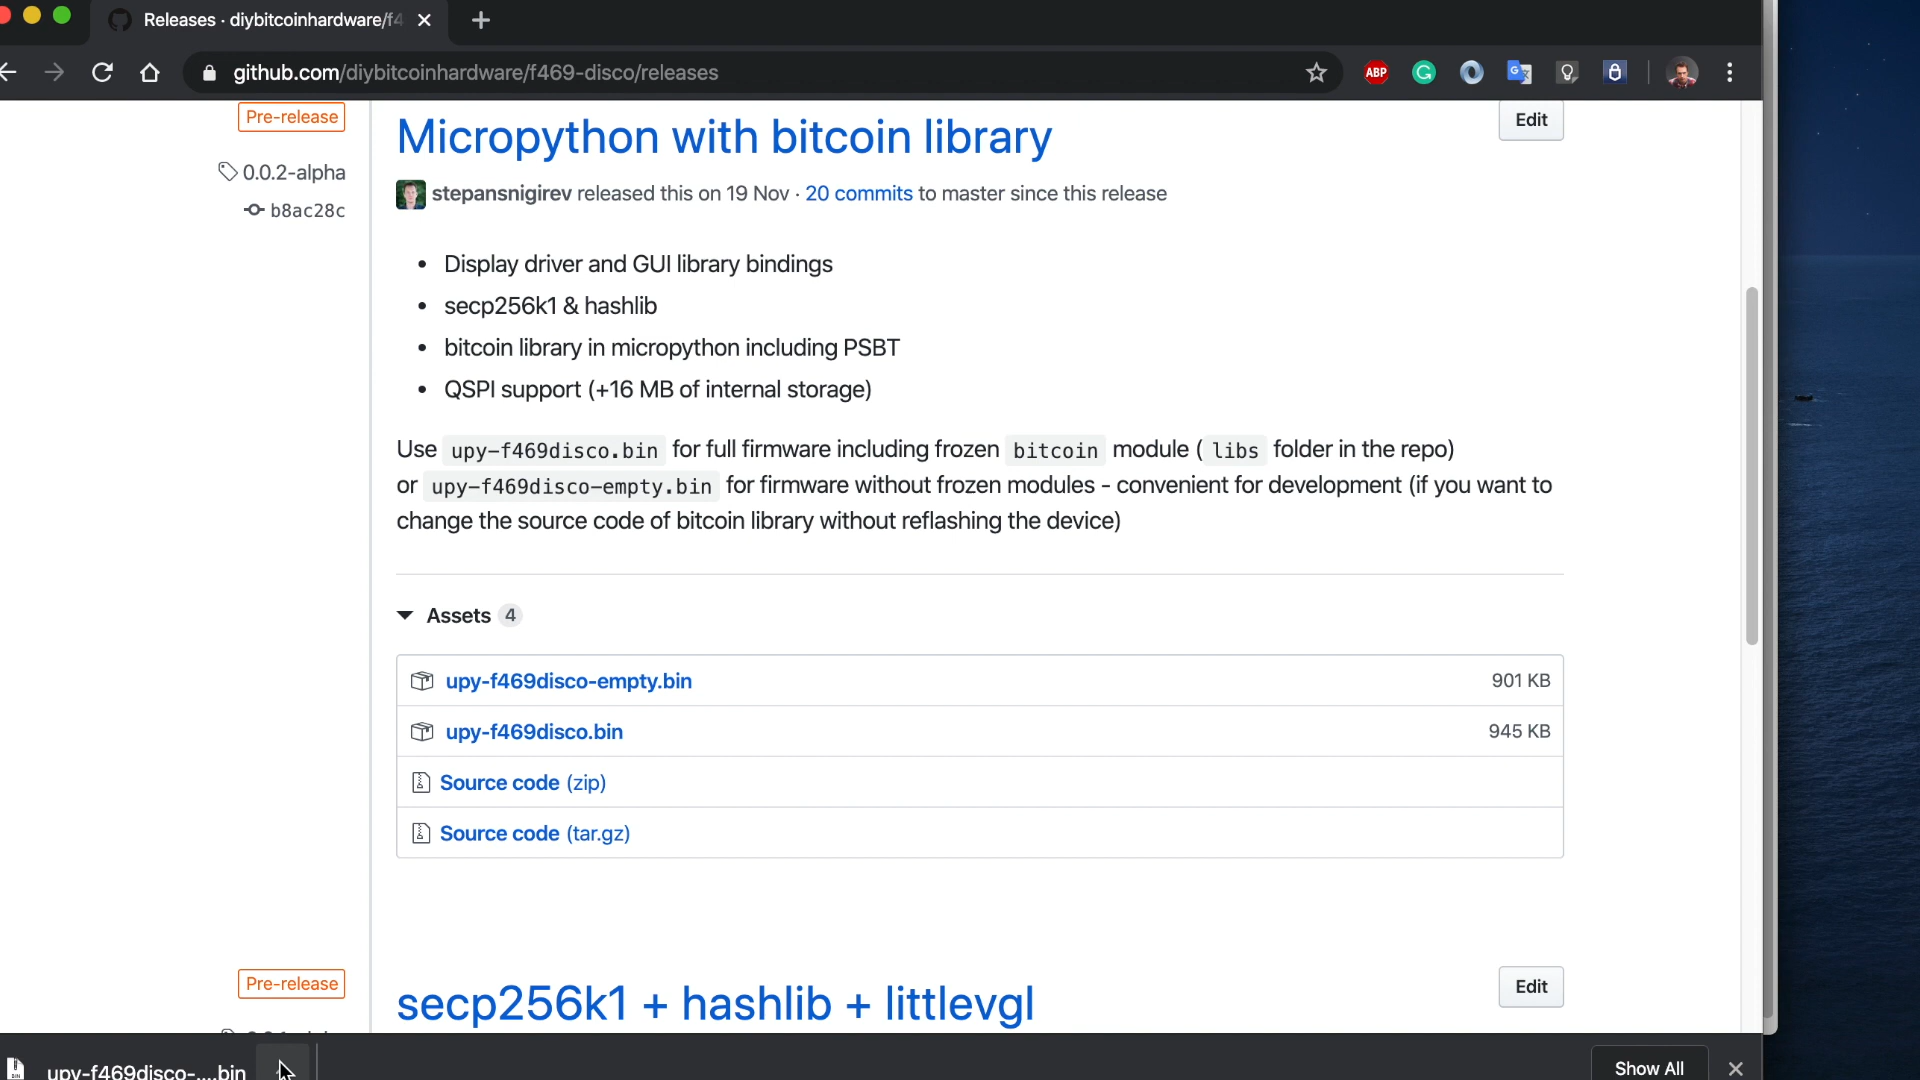 Releases · diybitcoinhardware/f4
github.com/diybitcoinhardware/f469-disco/releases
ABP
Pre-release
Micropython with bitcoin library
Edit
0.0.2-alpha
b8ac28c
stepansnigirev released this on 19 Nov · 20 commits to master since this release
• Display driver and GUI library bindings
• secp256k1 & hashlib
• bitcoin library in micropython including PSBT
• QSPI support (+16 MB of internal storage)
Use upy-f469disco.bin for full firmware including frozen bitcoin module ( libs folder in the repo)
or upy-f469disco-empty.bin for firmware without frozen modules - convenient for development (if you want to
change the source code of bitcoin library without reflashing the device)
Assets 4
upy-f469disco-empty.bin 901 KB
upy-f469disco.bin 945 KB
Source code (zip)
Source code (tar.gz)
Pre-release
secp256k1 + hashlib + littlevgl
Edit
upy-f469disco-....bin
Show All